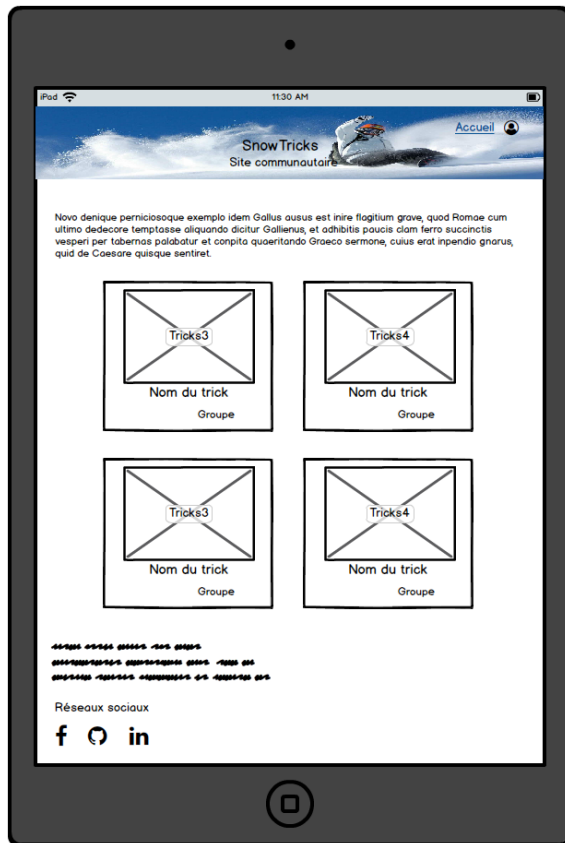 iPad 11:30 AM
Accueil
SnowTricks
Site communautaire
Novo denique perniciosoque exemplo idem Gallus ausus est inire flagitium grave, quod Romae cum
ultimo dedecore temptasse aliquando dicitur Gallienus, et adhibitis paucis clam ferro succinctis
vesperi per tabernas palabatur et conpita quaeritando Graeco sermone, cuius erat inpendio gnarus,
quid de Caesare quisque sentiret.
Tricks3 Tricks4
Nom du trick Nom du trick
Groupe Groupe
Tricks3 Tricks4
Nom du trick Nom du trick
Groupe Groupe
Réseaux sociaux
f in